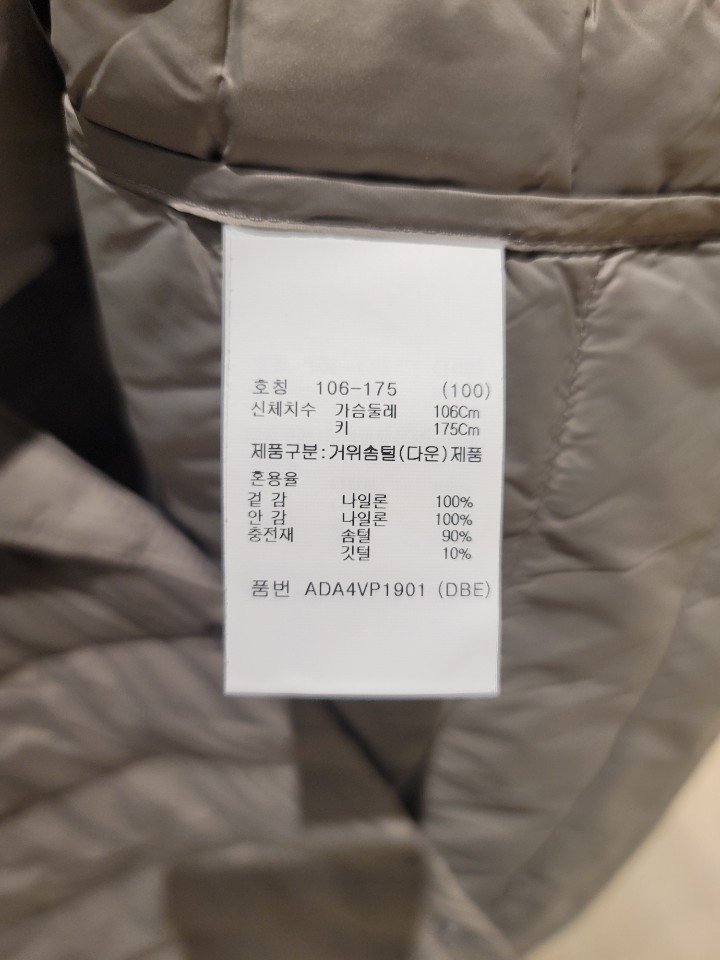 호칭 106-175 (100)
신체치수 가슴둘레 106Cm
키 175Cm
제품구분:거위솜털(다운)제품
혼용율
겉 감 나일론 100%
안 감 나일론 100%
충전재 솜털 90%
깃털 10%
품번 ADA4VP1901 (DBE)